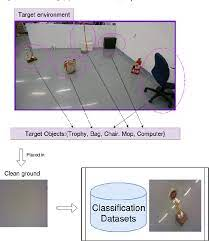 Target environment
Target Objects:{Trophy, Bag, Chair, Mop, Computer}
Placed in
Clean ground
Classification
Datasets